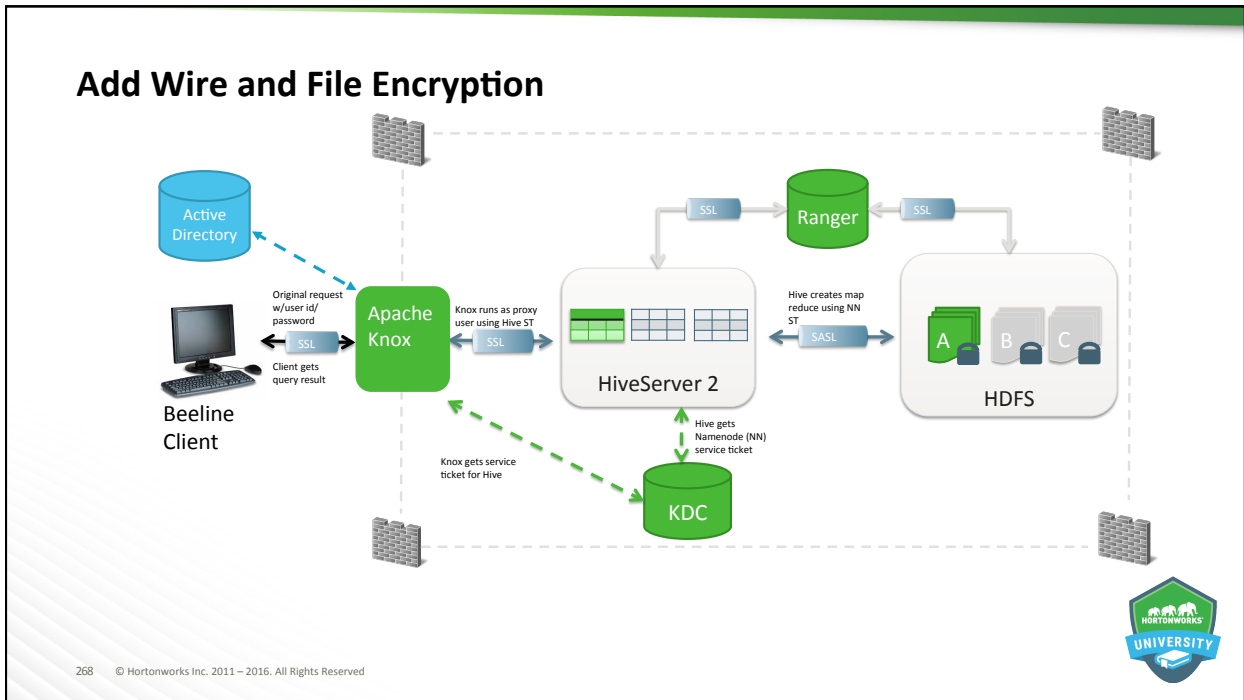 Add Wire and File Encryption
Active
Directory
SSL
Ranger
SSL
Original request
w/user id/
password
SSL
Client gets
query result
Beeline
Client
Apache
Knox
Knox runs as proxy
user using Hive ST
SSL
HiveServer 2
Hive creates map
reduce using NN
ST
SASL
A
B
C
HDFS
Hive gets
Namenode (NN)
service ticket
Knox gets service
ticket for Hive
KDC
HORTONWORKS
UNIVERSITY
268 © Hortonworks Inc. 2011 – 2016. All Rights Reserved